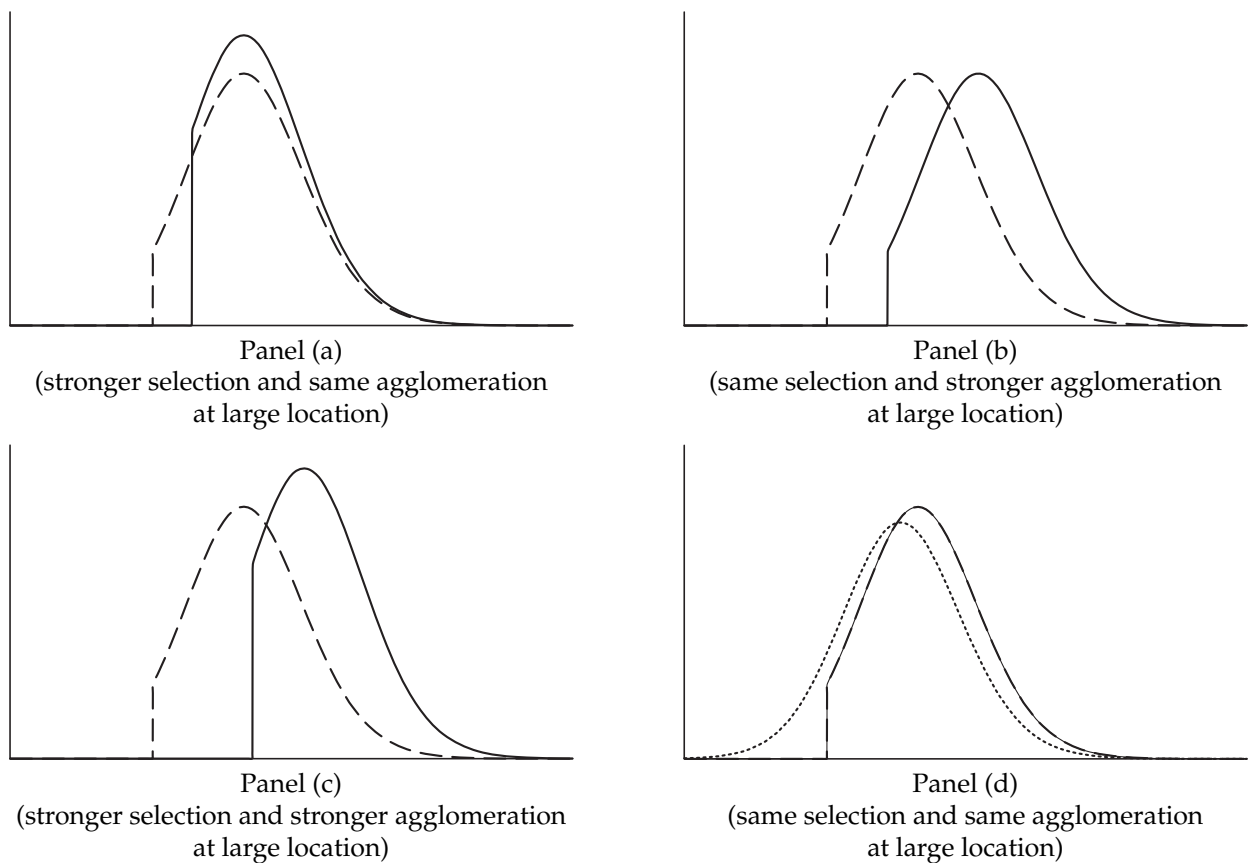 Panel (a)
(stronger selection and same agglomeration
at large location)
Panel (b)
(same selection and stronger agglomeration
at large location)
Panel (c)
(stronger selection and stronger agglomeration
at large location)
Panel (d)
(same selection and same agglomeration
at large location)